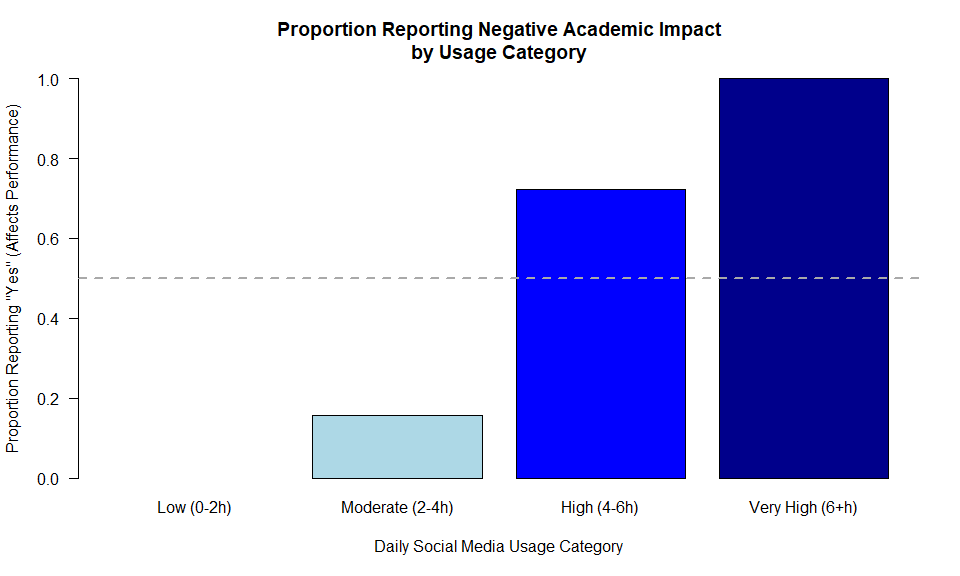 Proportion Reporting Negative Academic Impact
by Usage Category
Proportion Reporting "Yes" (Affects Performance)
1.0
0.8
0.6
0.4
0.2
0.0
Low (0-2h)
Moderate (2-4h)
High (4-6h)
Very High (6+h)
Daily Social Media Usage Category